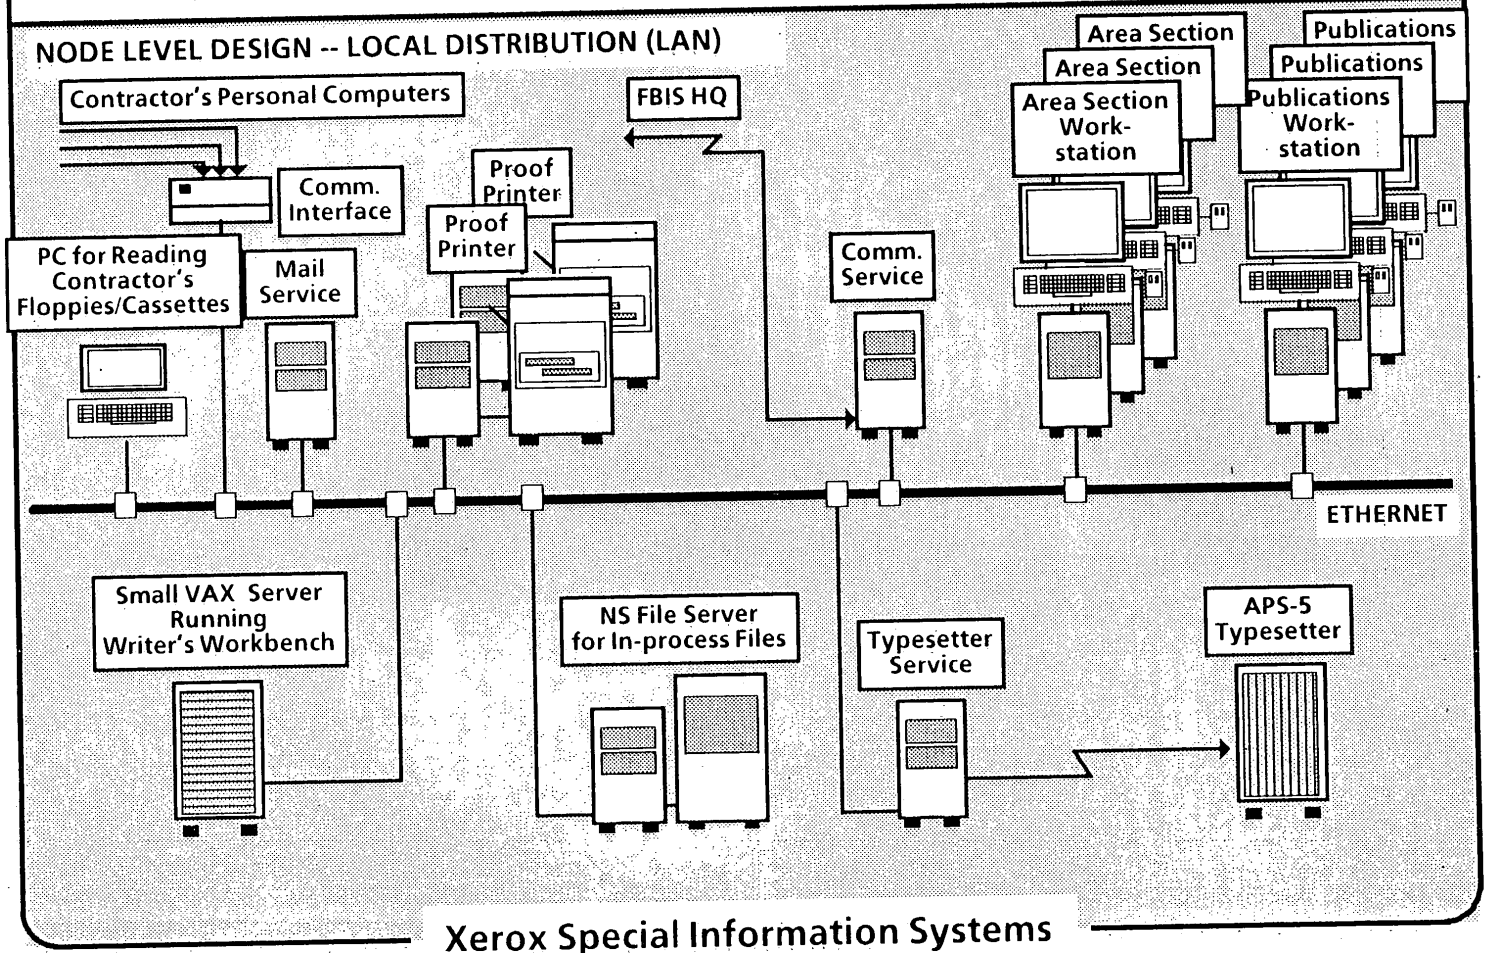 NODE LEVEL DESIGN -- LOCAL DISTRIBUTION (LAN)
Contractor's Personal Computers
FBIS HQ
Area Section
Area Section
Area Section
Work-
station
Publications
Publications
Publications
Work-
station
Comm.
Interface
Proof
Printer
Proof
Printer
PC for Reading
Contractor's
Floppies/Cassettes
Mail
Service
Comm.
Service
ETHERNET
Small VAX Server
Running
Writer's Workbench
NS File Server
for In-process Files
Typesetter
Service
APS-5
Typesetter
Xerox Special Information Systems